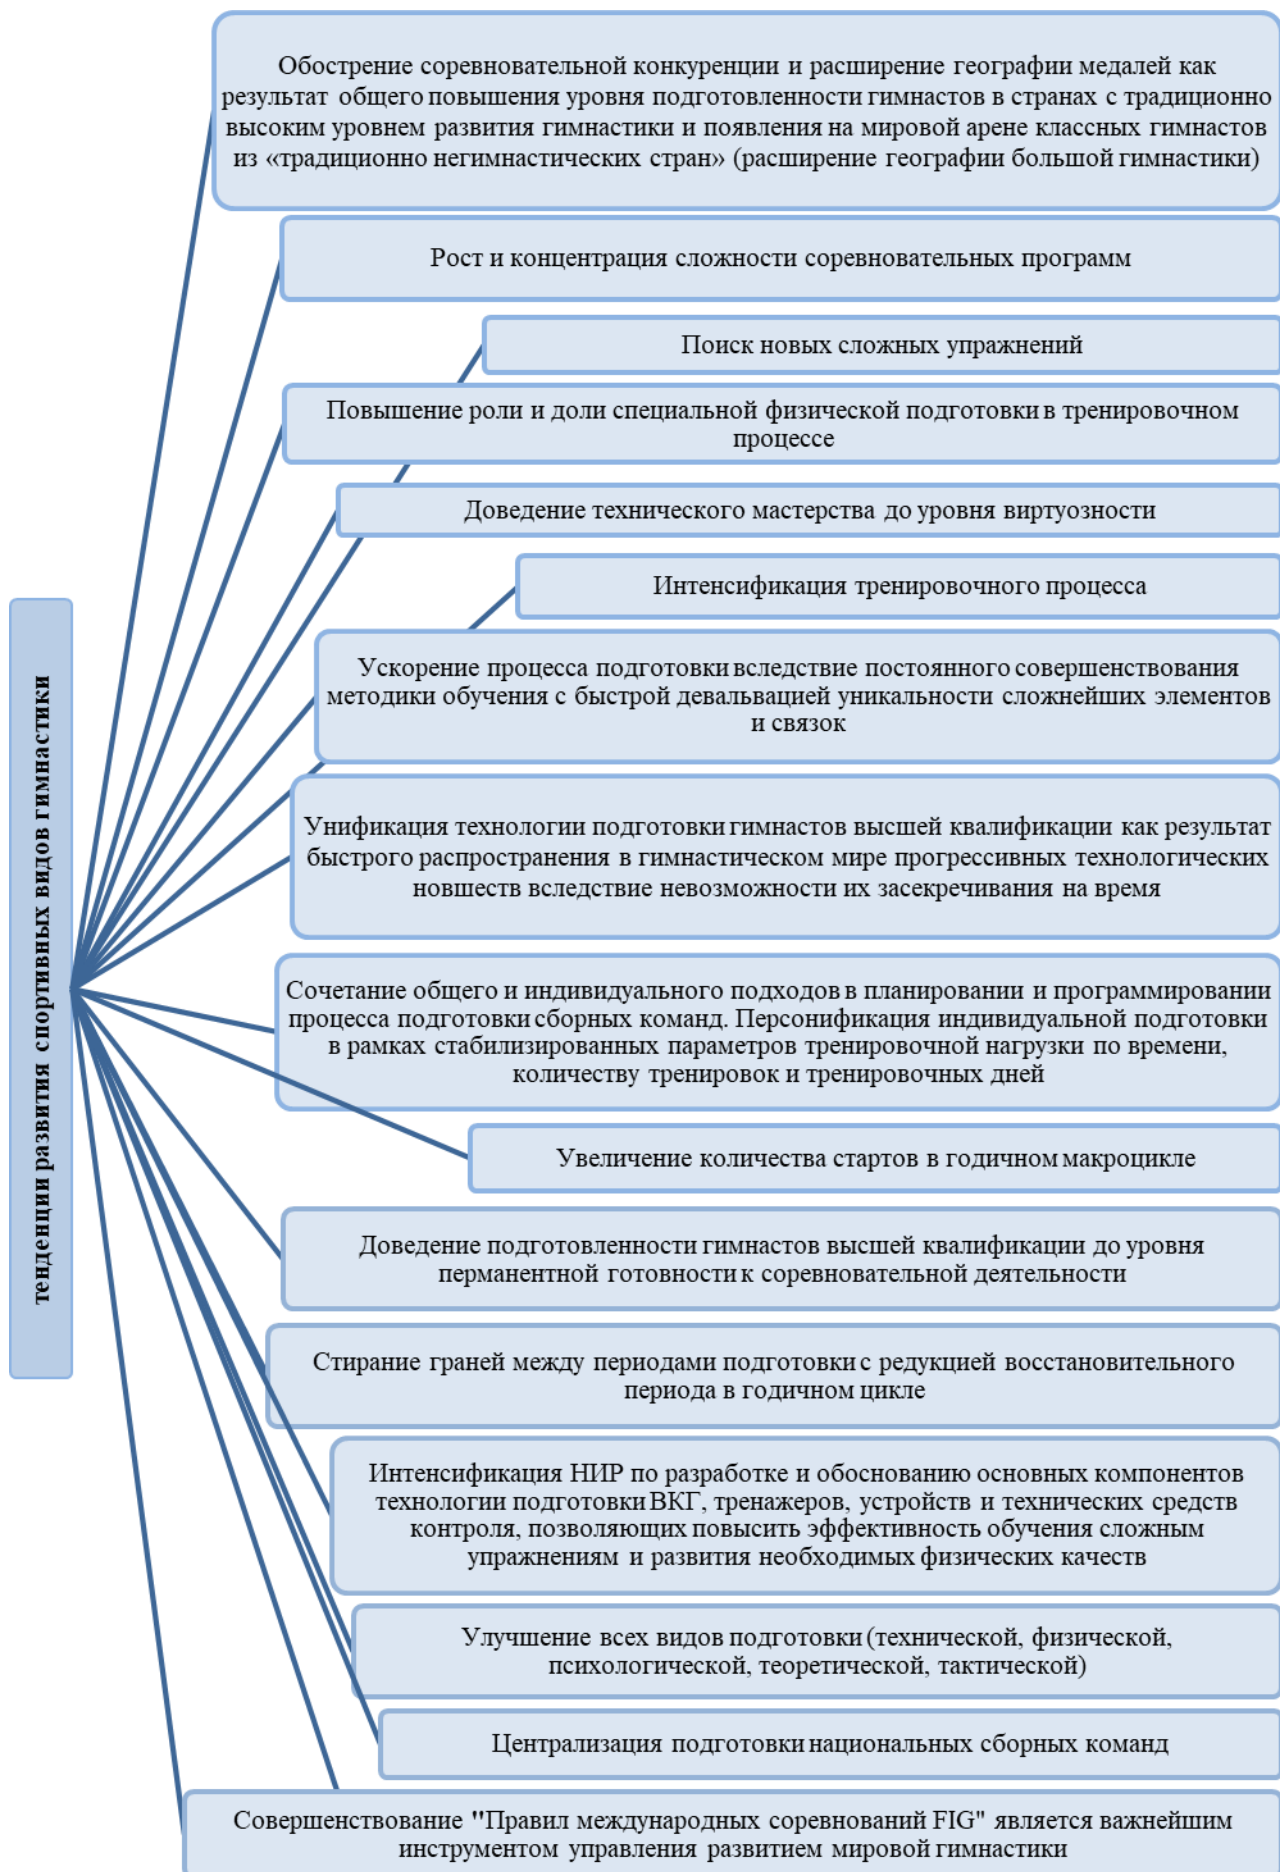 тенденции развития спортивных видов гимнастики
Обострение соревновательной конкуренции и расширение географии медалей как
результат общего повышения уровня подготовленности гимнастов в странах с традиционно
высоким уровнем развития гимнастики и появления на мировой арене классных гимнастов
из «традиционно негимнастических стран» (расширение географии большой гимнастики)
Рост и концентрация сложности соревновательных программ
Поиск новых сложных упражнений
Повышение роли и доли специальной физической подготовки в тренировочном
процессе
Доведение технического мастерства до уровня виртуозности
Интенсификация тренировочного процесса
Ускорение процесса подготовки вследствие постоянного совершенствования
методики обучения с быстрой девальвацией уникальности сложнейших элементов
и связок
Унификация технологии подготовки гимнастов высшей квалификации как результат
быстрого распространения в гимнастическом мире прогрессивных технологических
новшеств вследствие невозможности их засекречивания на время
Сочетание общего и индивидуального подходов в планировании и программировании
процесса подготовки сборных команд. Персонификация индивидуальной подготовки
в рамках стабилизированных параметров тренировочной нагрузки по времени,
количеству тренировок и тренировочных дней
Увеличение количества стартов в годичном макроцикле
Доведение подготовленности гимнастов высшей квалификации до уровня
перманентной готовности к соревновательной деятельности
Стирание граней между периодами подготовки с редукцией восстановительного
периода в годичном цикле
Интенсификация НИР по разработке и обоснованию основных компонентов
технологии подготовки ВКГ, тренажеров, устройств и технических средств
контроля, позволяющих повысить эффективность обучения сложным
упражнениям и развития необходимых физических качеств
Улучшение всех видов подготовки (технической, физической,
психологической, теоретической, тактической)
Централизация подготовки национальных сборных команд
Совершенствование "Правил международных соревнований FIG" является важнейшим
инструментом управления развитием мировой гимнастики